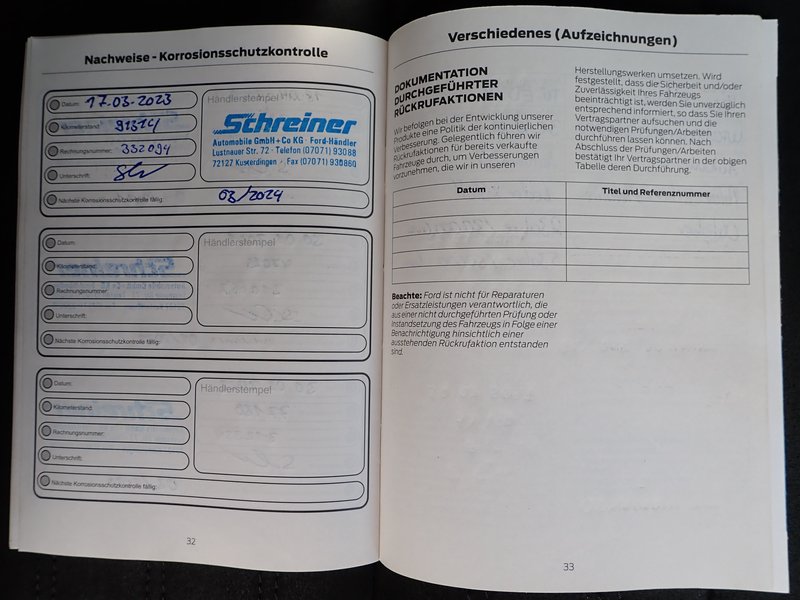 Nachweise - Korrosionsschutzkontrolle
Datum: 17.03-2023
Händlerstempel
Kilometerstand: 91314
Schreiner
Automobile GmbH + Co KG · Ford-Händler
Lustnauer Str. 72 · Telefon (07071) 93088
72127 Kusterdingen · Fax (07071) 930860
Rechnungsnummer: 332094
Unterschrift:
Nächste Korrosionsschutzkontrolle fällig: 03/2024
Datum:
Händlerstempel
Kilometerstand:
Rechnungsnummer:
Unterschrift:
Nächste Korrosionsschutzkontrolle fällig:
Datum:
Händlerstempel
Kilometerstand:
Rechnungsnummer:
Unterschrift:
Nächste Korrosionsschutzkontrolle fällig:
32
Verschiedenes (Aufzeichnungen)
DOKUMENTATION
DURCHGEFÜHRTER
RÜCKRUFAKTIONEN
Wir befolgen bei der Entwicklung unserer
Produkte eine Politik der kontinuierlichen
Verbesserung. Gelegentlich führen wir
Rückrufaktionen für bereits verkaufte
Fahrzeuge durch, um Verbesserungen
vorzunehmen, die wir in unseren
Herstellungswerken umsetzen. Wird
festgestellt, dass die Sicherheit und/oder
Zuverlässigkeit Ihres Fahrzeugs
beeinträchtigt ist, werden Sie unverzüglich
entsprechend informiert, so dass Sie Ihren
Vertragspartner aufsuchen und die
notwendigen Prüfungen/Arbeiten
durchführen lassen können. Nach
Abschluss der Prüfungen/Arbeiten
bestätigt Ihr Vertragspartner in der obigen
Tabelle deren Durchführung.
Datum
Titel und Referenznummer
Beachte: Ford ist nicht für Reparaturen
oder Ersatzleistungen verantwortlich, die
aus einer nicht durchgeführten Prüfung oder
Instandsetzung des Fahrzeugs in Folge einer
Benachrichtigung hinsichtlich einer
ausstehenden Rückrufaktion entstanden
sind.
33